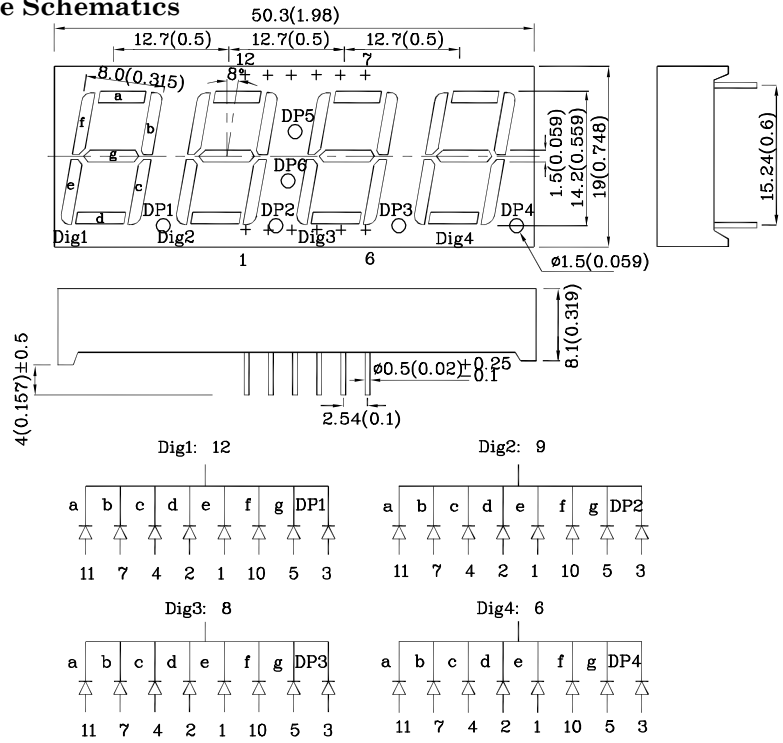 e Schematics
50.3(1.98)
12.7(0.5) 12.7(0.5) 12.7(0.5)
12 7
8.0(0.315) 8°
a
f b
DP5
g
DP6
e c
d
DP1 DP2 DP3 DP4
Dig1 Dig2 Dig3 Dig4
1 6
1.5(0.059)
14.2(0.559)
19(0.748)
15.24(0.6)
ø1.5(0.059)
8.1(0.319)
4(0.157)±0.5
ø0.5(0.02)+0.25
−0.1
2.54(0.1)
Dig1: 12 Dig2: 9
a b c d e f g DP1 a b c d e f g DP2
11 7 4 2 1 10 5 3 11 7 4 2 1 10 5 3
Dig3: 8 Dig4: 6
a b c d e f g DP3 a b c d e f g DP4
11 7 4 2 1 10 5 3 11 7 4 2 1 10 5 3